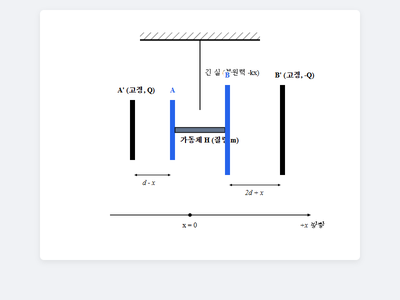 긴 실 (복원력 -kx)
A' (고정, Q)
A
B
B' (고정, -Q)
가동체 H (질량 m)
d - x
2d + x
x = 0
+x 방향